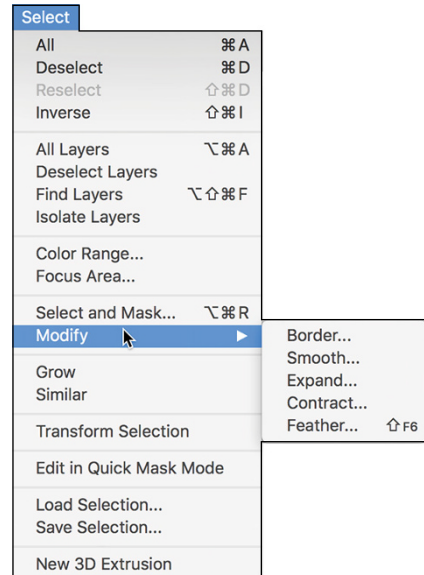 Select
All ⌘A
Deselect ⌘D
Reselect ⇧⌘D
Inverse ⇧⌘I
All Layers ⌥⌘A
Deselect Layers
Find Layers ⌥⇧⌘F
Isolate Layers
Color Range...
Focus Area...
Select and Mask... ⌥⌘R
Modify ▶
Border...
Smooth...
Expand...
Contract...
Feather... ⇧F6
Grow
Similar
Transform Selection
Edit in Quick Mask Mode
Load Selection...
Save Selection...
New 3D Extrusion